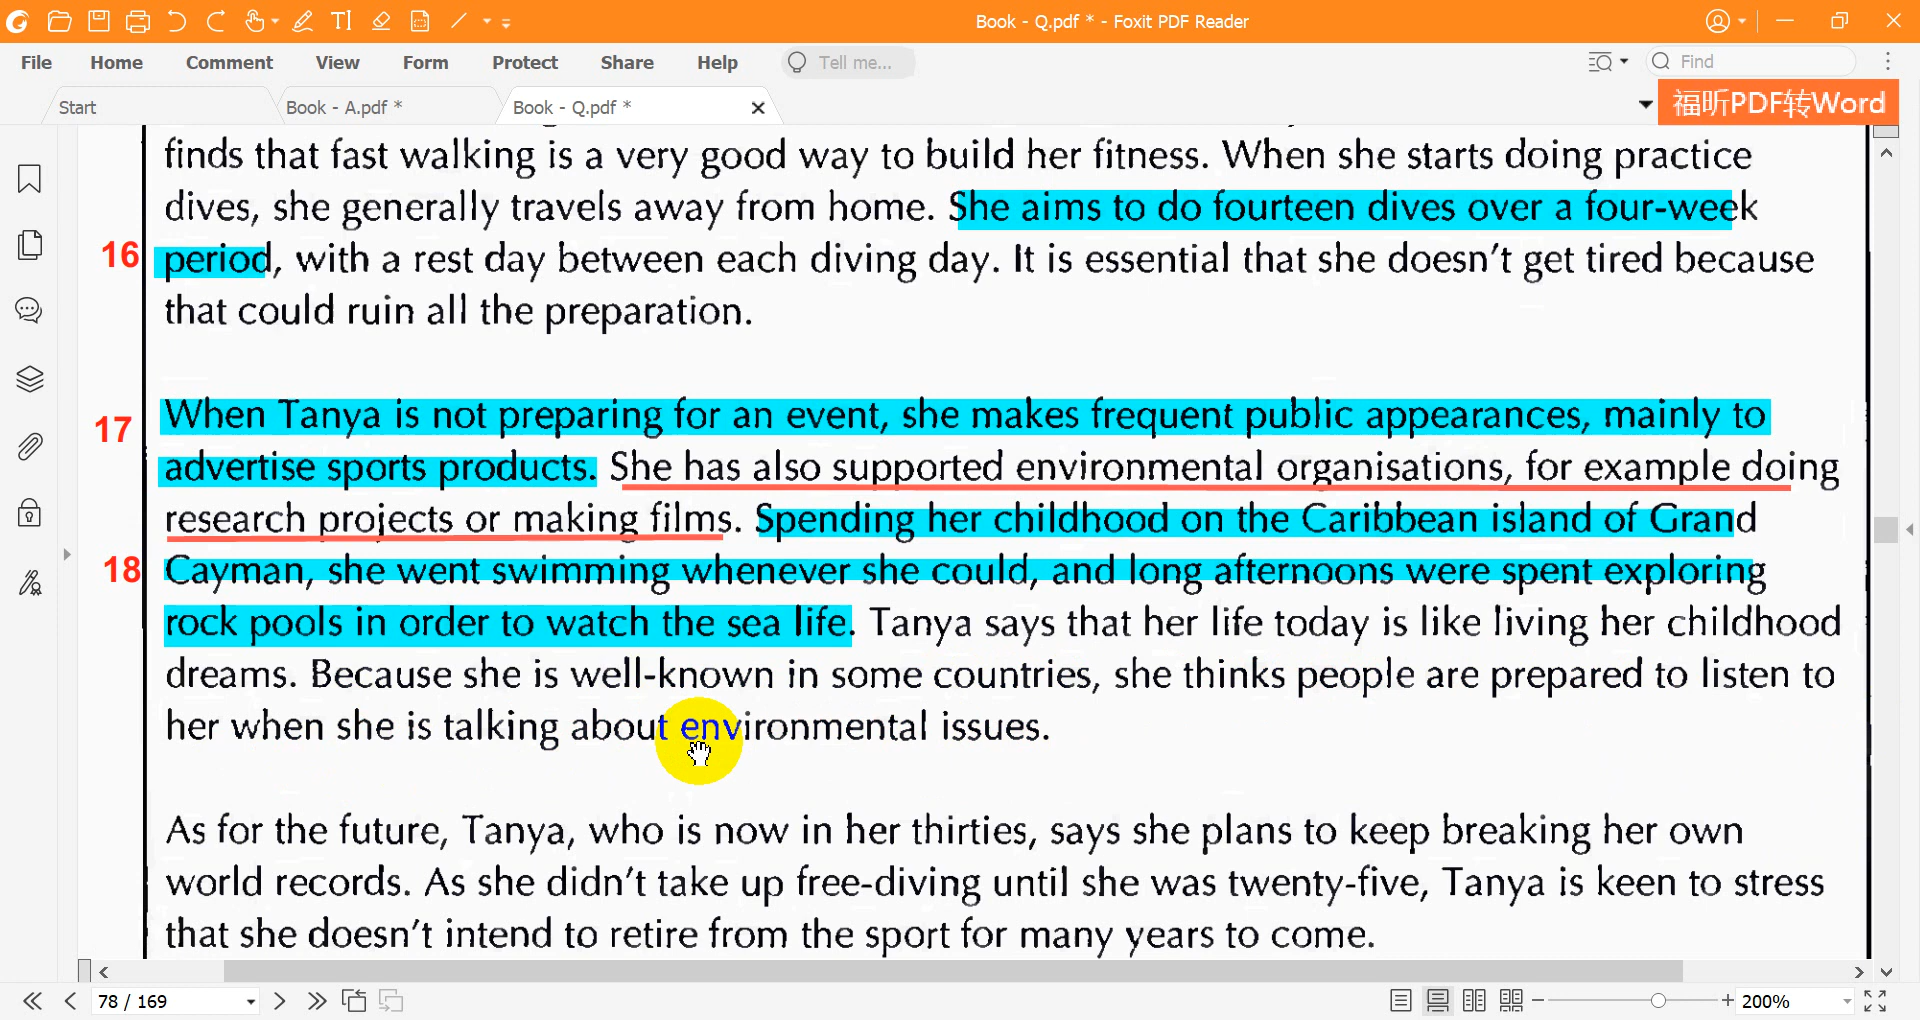 Book - Q.pdf * - Foxit PDF Reader
File Home Comment View Form Protect Share Help Tell me... Find
Start Book - A.pdf * Book - Q.pdf * 福昕PDF转Word
finds that fast walking is a very good way to build her fitness. When she starts doing practice
dives, she generally travels away from home. She aims to do fourteen dives over a four-week
16 period, with a rest day between each diving day. It is essential that she doesn't get tired because
that could ruin all the preparation.
17 When Tanya is not preparing for an event, she makes frequent public appearances, mainly to
advertise sports products. She has also supported environmental organisations, for example doing
research projects or making films. Spending her childhood on the Caribbean island of Grand
18 Cayman, she went swimming whenever she could, and long afternoons were spent exploring
rock pools in order to watch the sea life. Tanya says that her life today is like living her childhood
dreams. Because she is well-known in some countries, she thinks people are prepared to listen to
her when she is talking about environmental issues.
As for the future, Tanya, who is now in her thirties, says she plans to keep breaking her own
world records. As she didn't take up free-diving until she was twenty-five, Tanya is keen to stress
that she doesn't intend to retire from the sport for many years to come.
78 / 169 200%